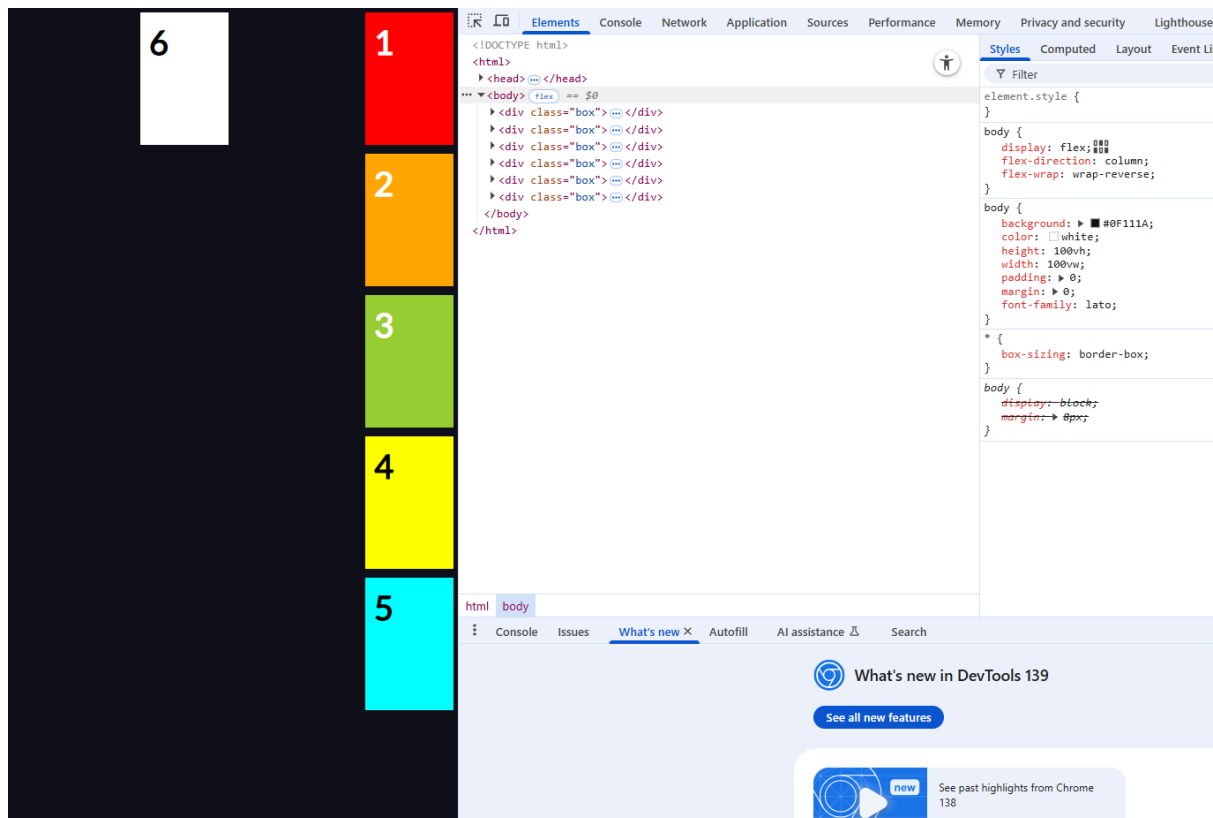 6
1
2
3
4
5
Elements Console Network Application Sources Performance Memory Privacy and security Lighthouse
<!DOCTYPE html>
<html>
<head> ⋯ </head>
··· <body> flex == $0
<div class="box"> ⋯ </div>
<div class="box"> ⋯ </div>
<div class="box"> ⋯ </div>
<div class="box"> ⋯ </div>
<div class="box"> ⋯ </div>
<div class="box"> ⋯ </div>
</body>
</html>
html body
Styles Computed Layout Event Li
Filter
element.style {
}
body {
display: flex;
flex-direction: column;
flex-wrap: wrap-reverse;
}
body {
background: #0F111A;
color: white;
height: 100vh;
width: 100vw;
padding: 0;
margin: 0;
font-family: lato;
}
* {
box-sizing: border-box;
}
body {
display: block;
margin: 8px;
}
Console Issues What's new × Autofill AI assistance Search
What's new in DevTools 139
See all new features
new
See past highlights from Chrome
138